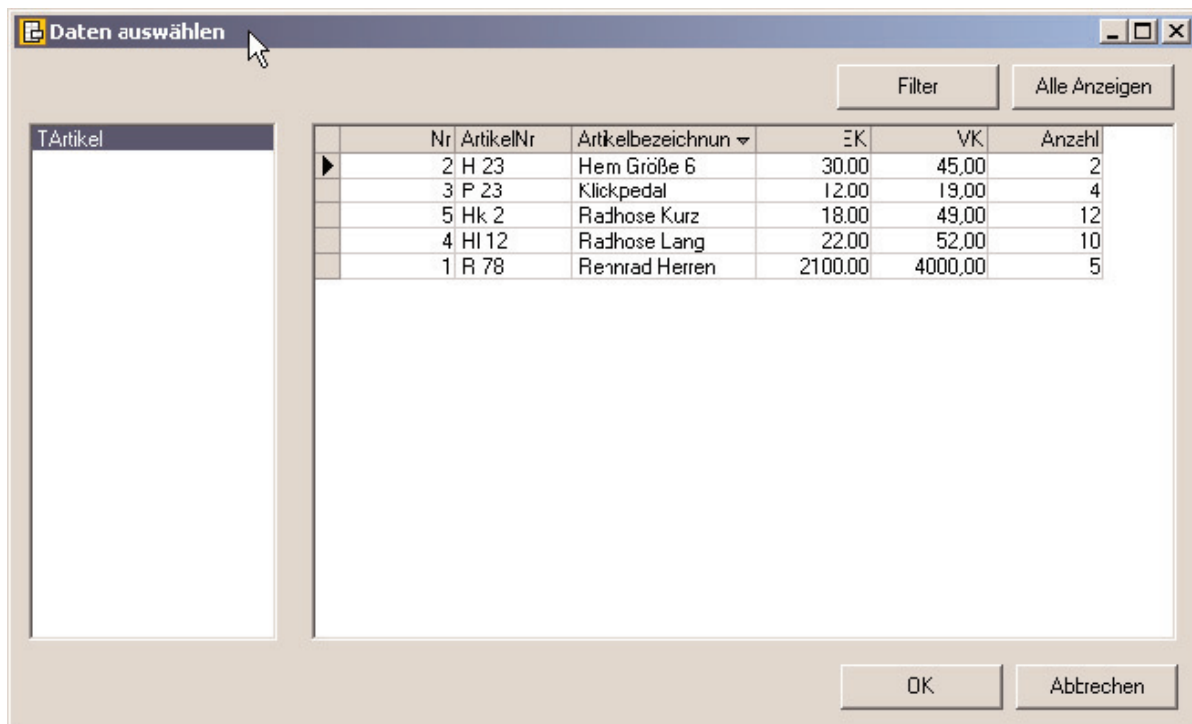 Daten auswählen
Filter Alle Anzeigen
TArtikel
Nr ArtikelNr Artikelbezeichnun EK VK Anzahl
2 H 23 Hem Größe 6 30.00 45,00 2
3 P 23 Klickpedal 12.00 19,00 4
5 Hk 2 Radhose Kurz 18.00 49,00 12
4 Hl 12 Radhose Lang 22.00 52,00 10
1 R 78 Rennrad Herren 2100.00 4000,00 5
OK Abbrechen